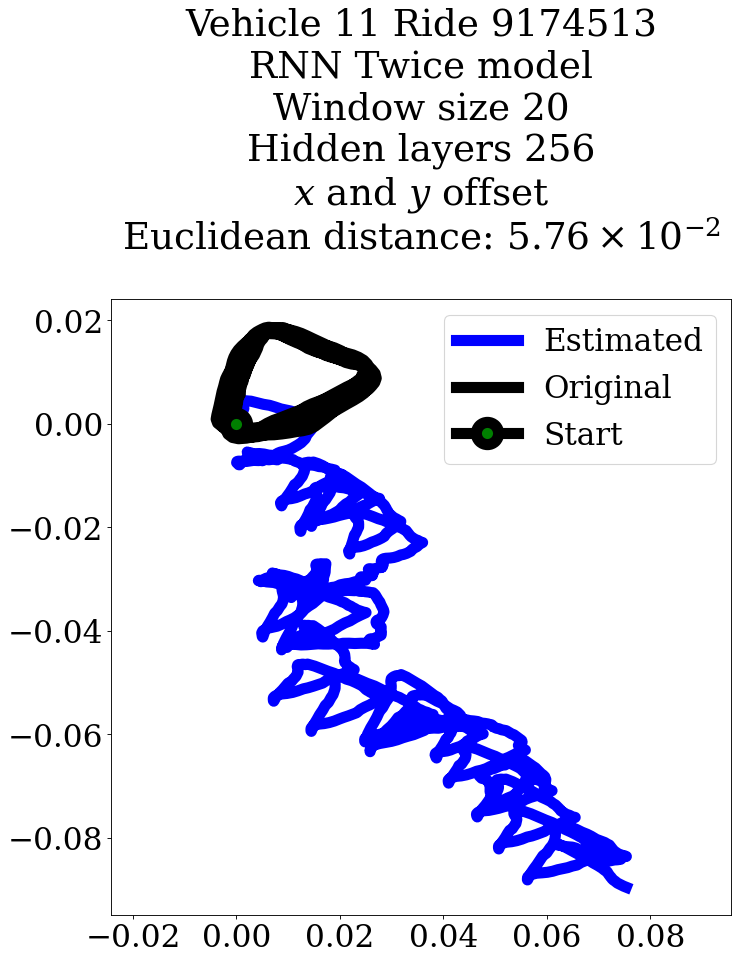 Vehicle 11 Ride 9174513
RNN Twice model
Window size 20
Hidden layers 256
x and y offset
Euclidean distance: 5.76 × 10⁻²
Estimated
Original
Start
0.02
0.00
−0.02
−0.04
−0.06
−0.08
−0.02 0.00 0.02 0.04 0.06 0.08